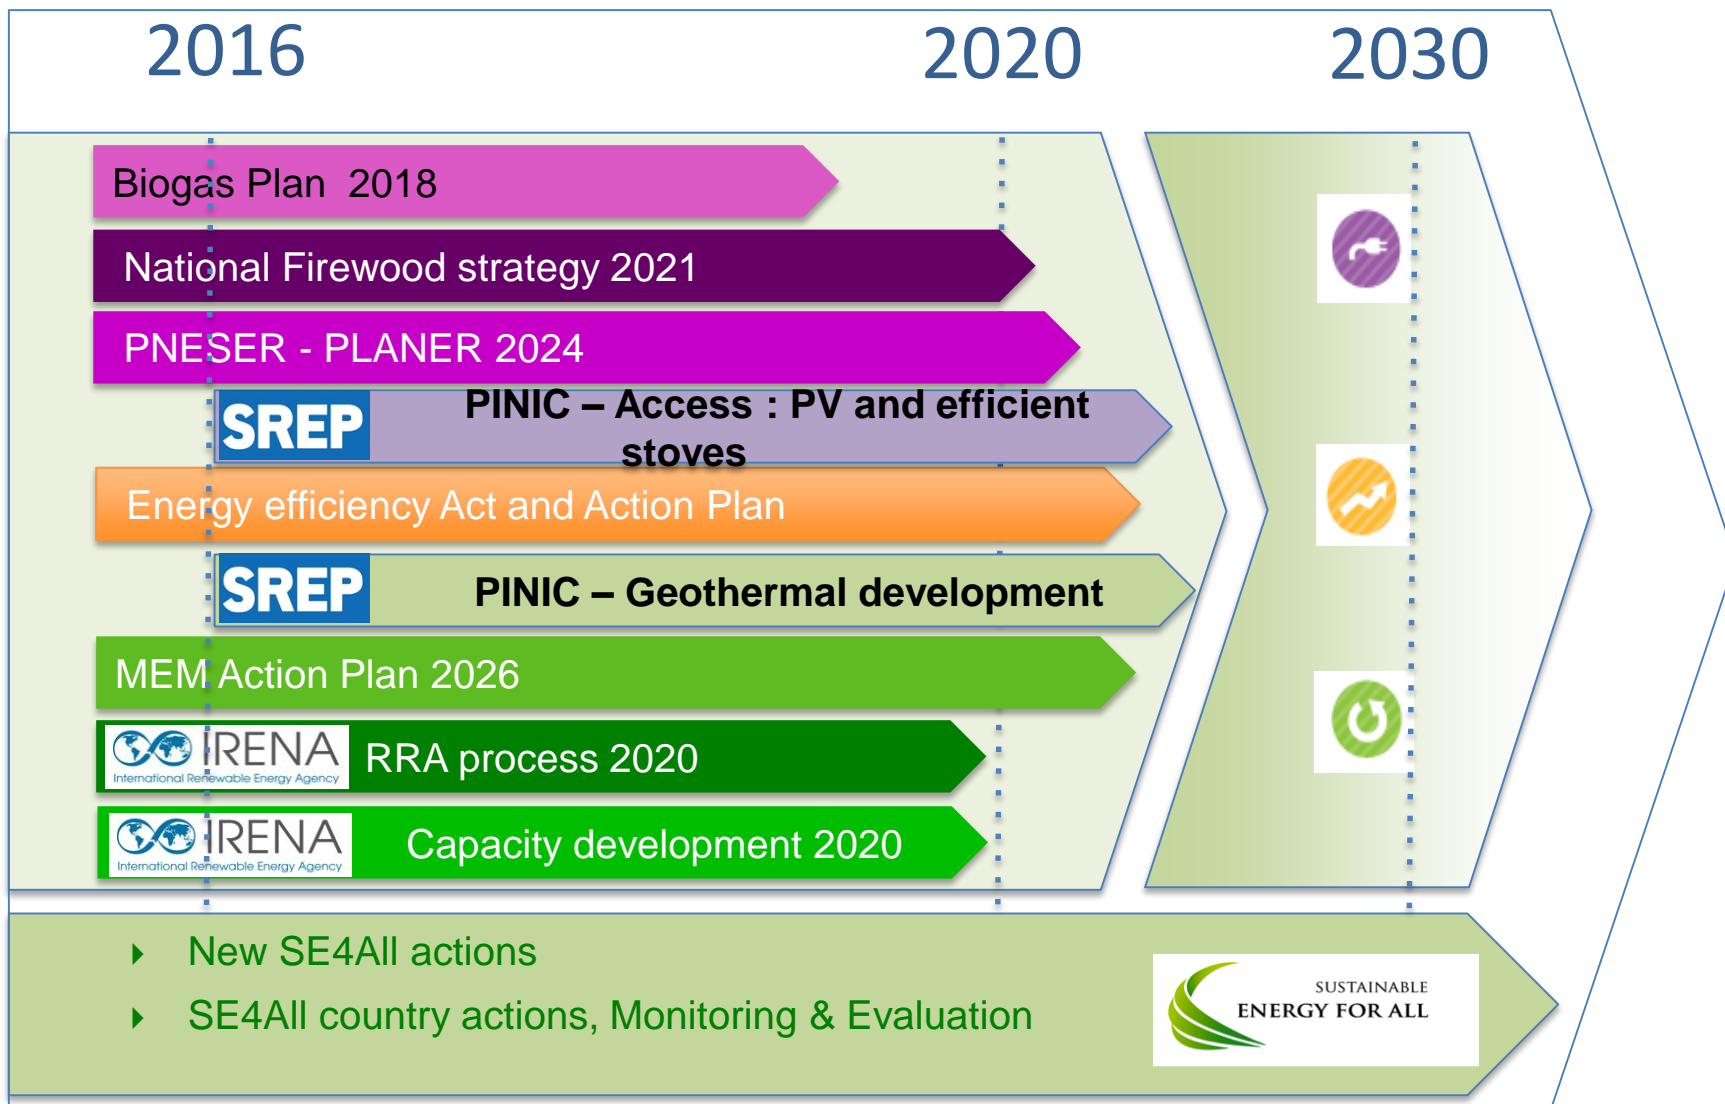 2016 2020 2030
Biogas Plan 2018
National Firewood strategy 2021
PNESER - PLANER 2024
SREP PINIC – Access : PV and efficient
stoves
Energy efficiency Act and Action Plan
SREP PINIC – Geothermal development
MEM Action Plan 2026
IRENA RRA process 2020
International Renewable Energy Agency
IRENA Capacity development 2020
International Renewable Energy Agency
New SE4All actions
SE4All country actions, Monitoring & Evaluation
SUSTAINABLE
ENERGY FOR ALL